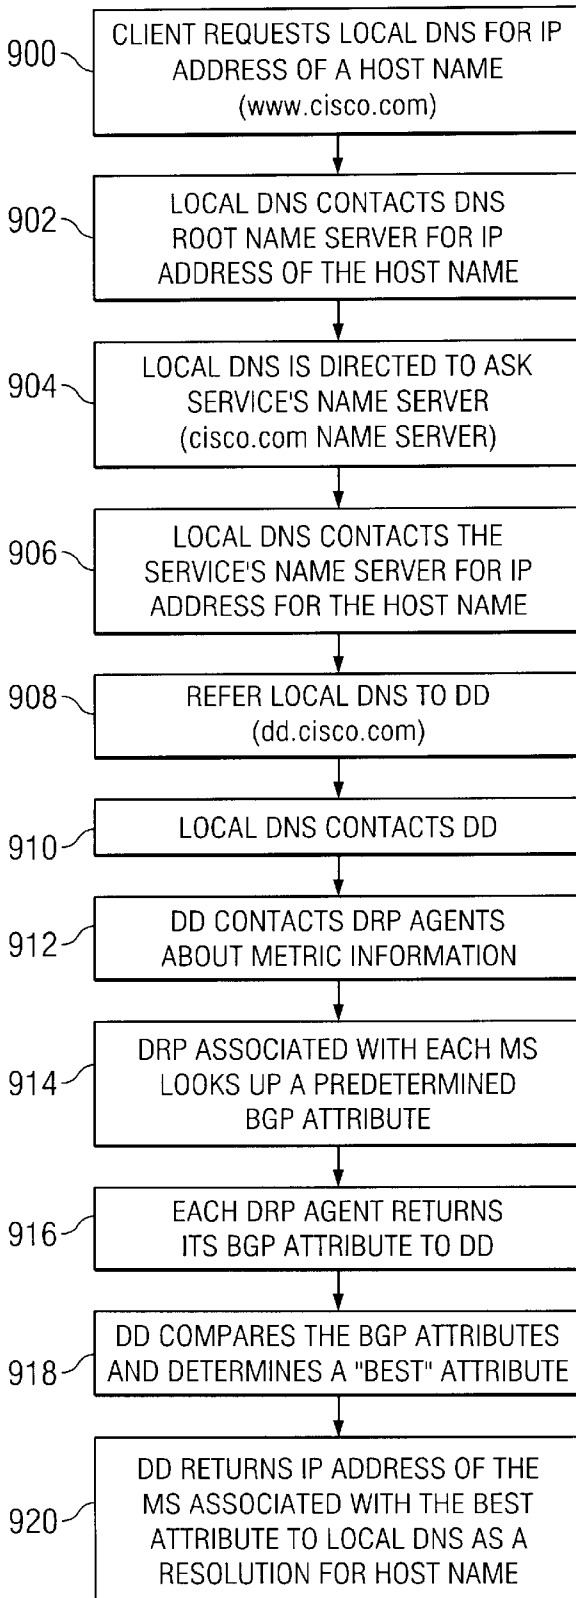 900
CLIENT REQUESTS LOCAL DNS FOR IP
ADDRESS OF A HOST NAME
(www.cisco.com)
902
LOCAL DNS CONTACTS DNS
ROOT NAME SERVER FOR IP
ADDRESS OF THE HOST NAME
904
LOCAL DNS IS DIRECTED TO ASK
SERVICE'S NAME SERVER
(cisco.com NAME SERVER)
906
LOCAL DNS CONTACTS THE
SERVICE'S NAME SERVER FOR IP
ADDRESS FOR THE HOST NAME
908
REFER LOCAL DNS TO DD
(dd.cisco.com)
910
LOCAL DNS CONTACTS DD
912
DD CONTACTS DRP AGENTS
ABOUT METRIC INFORMATION
914
DRP ASSOCIATED WITH EACH MS
LOOKS UP A PREDETERMINED
BGP ATTRIBUTE
916
EACH DRP AGENT RETURNS
ITS BGP ATTRIBUTE TO DD
918
DD COMPARES THE BGP ATTRIBUTES
AND DETERMINES A "BEST" ATTRIBUTE
920
DD RETURNS IP ADDRESS OF THE
MS ASSOCIATED WITH THE BEST
ATTRIBUTE TO LOCAL DNS AS A
RESOLUTION FOR HOST NAME